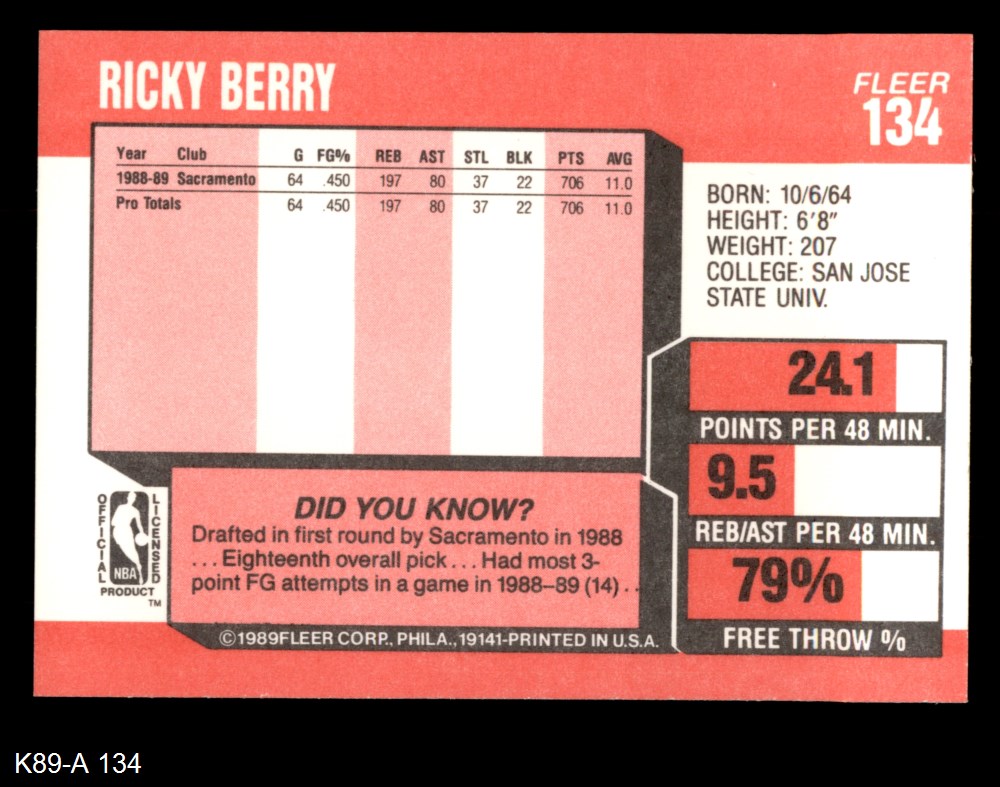 RICKY BERRY
FLEER
134
Year Club G FG% REB AST STL BLK PTS AVG
1988-89 Sacramento 64 .450 197 80 37 22 706 11.0
Pro Totals 64 .450 197 80 37 22 706 11.0
BORN: 10/6/64
HEIGHT: 6'8"
WEIGHT: 207
COLLEGE: SAN JOSE
STATE UNIV.
24.1
POINTS PER 48 MIN.
9.5
REB/AST PER 48 MIN.
79%
FREE THROW %
OFFICIAL
LICENSED
NBA
PRODUCT
TM
DID YOU KNOW?
Drafted in first round by Sacramento in 1988
... Eighteenth overall pick ... Had most 3-
point FG attempts in a game in 1988–89 (14) ..
©1989FLEER CORP., PHILA., 19141-PRINTED IN U.S.A.
K89-A 134